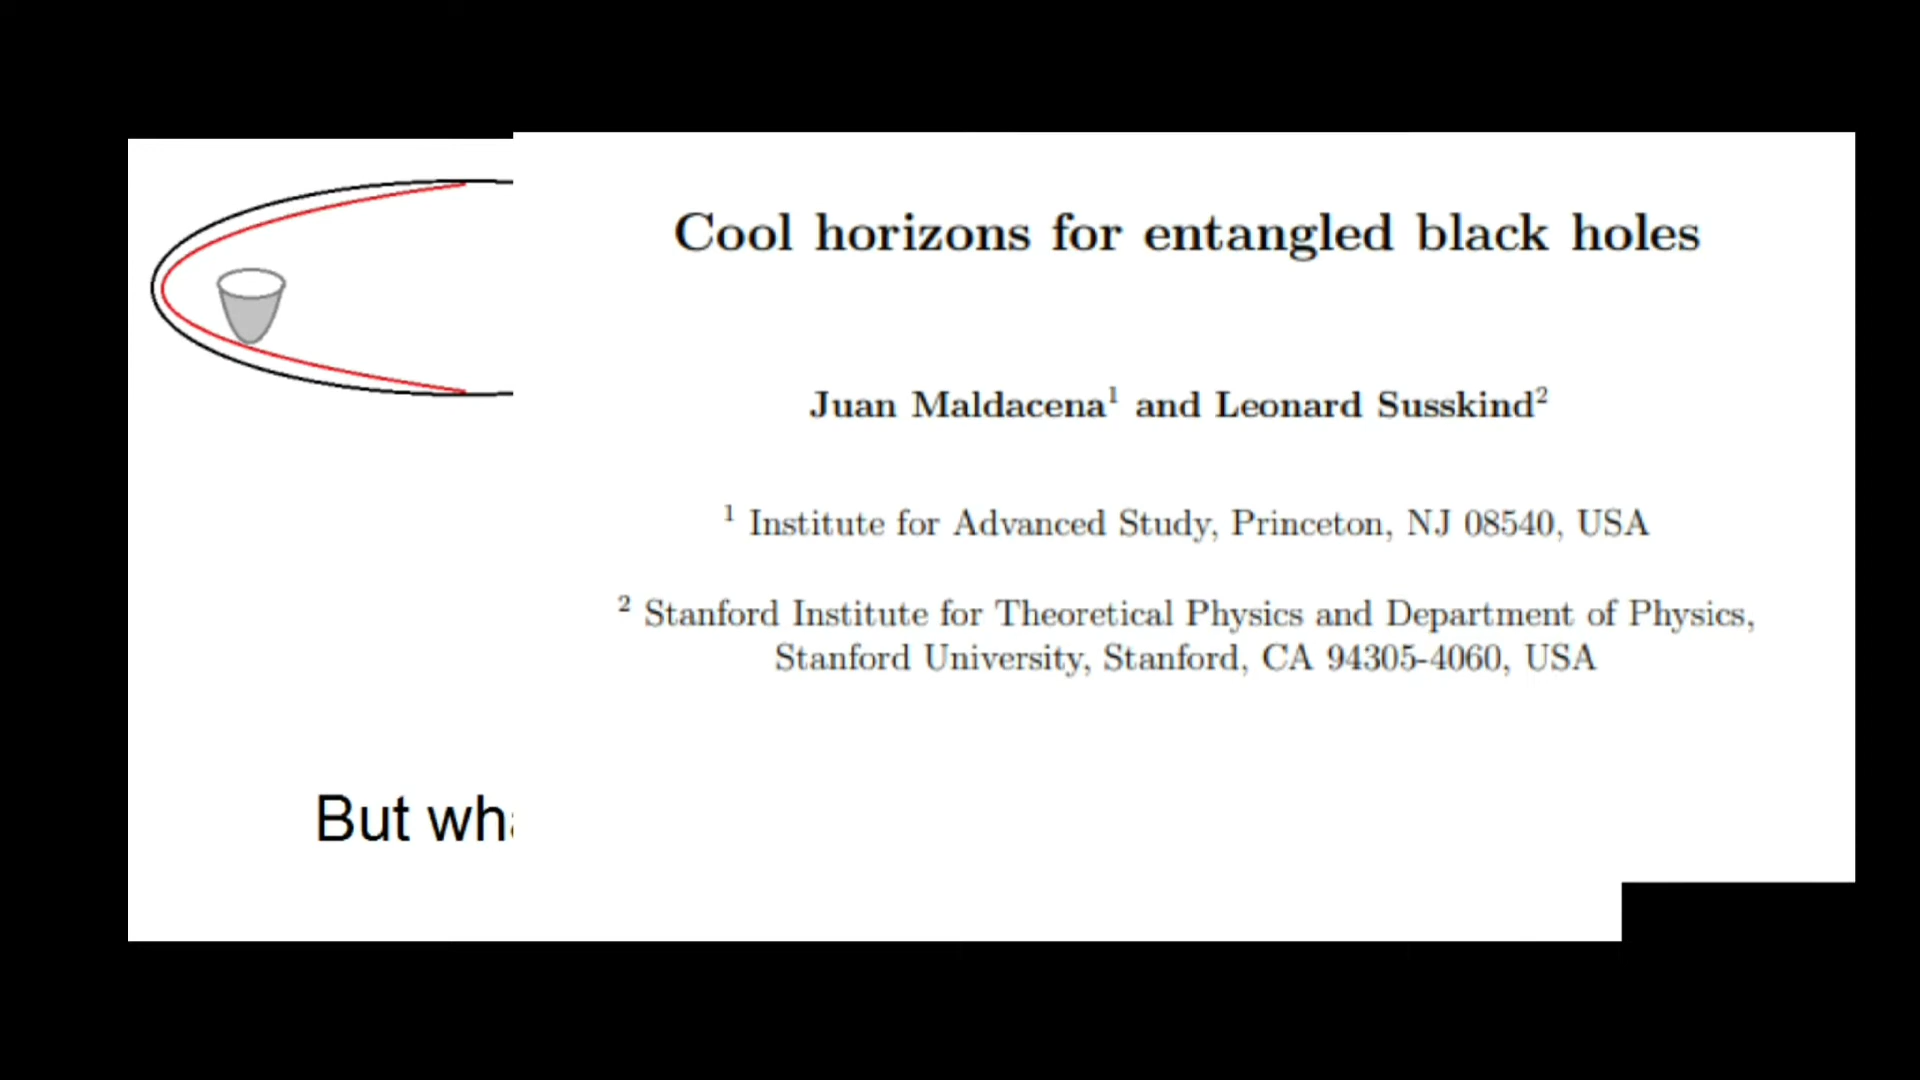 Cool horizons for entangled black holes
Juan Maldacena¹ and Leonard Susskind²
¹ Institute for Advanced Study, Princeton, NJ 08540, USA
² Stanford Institute for Theoretical Physics and Department of Physics,
Stanford University, Stanford, CA 94305-4060, USA
But